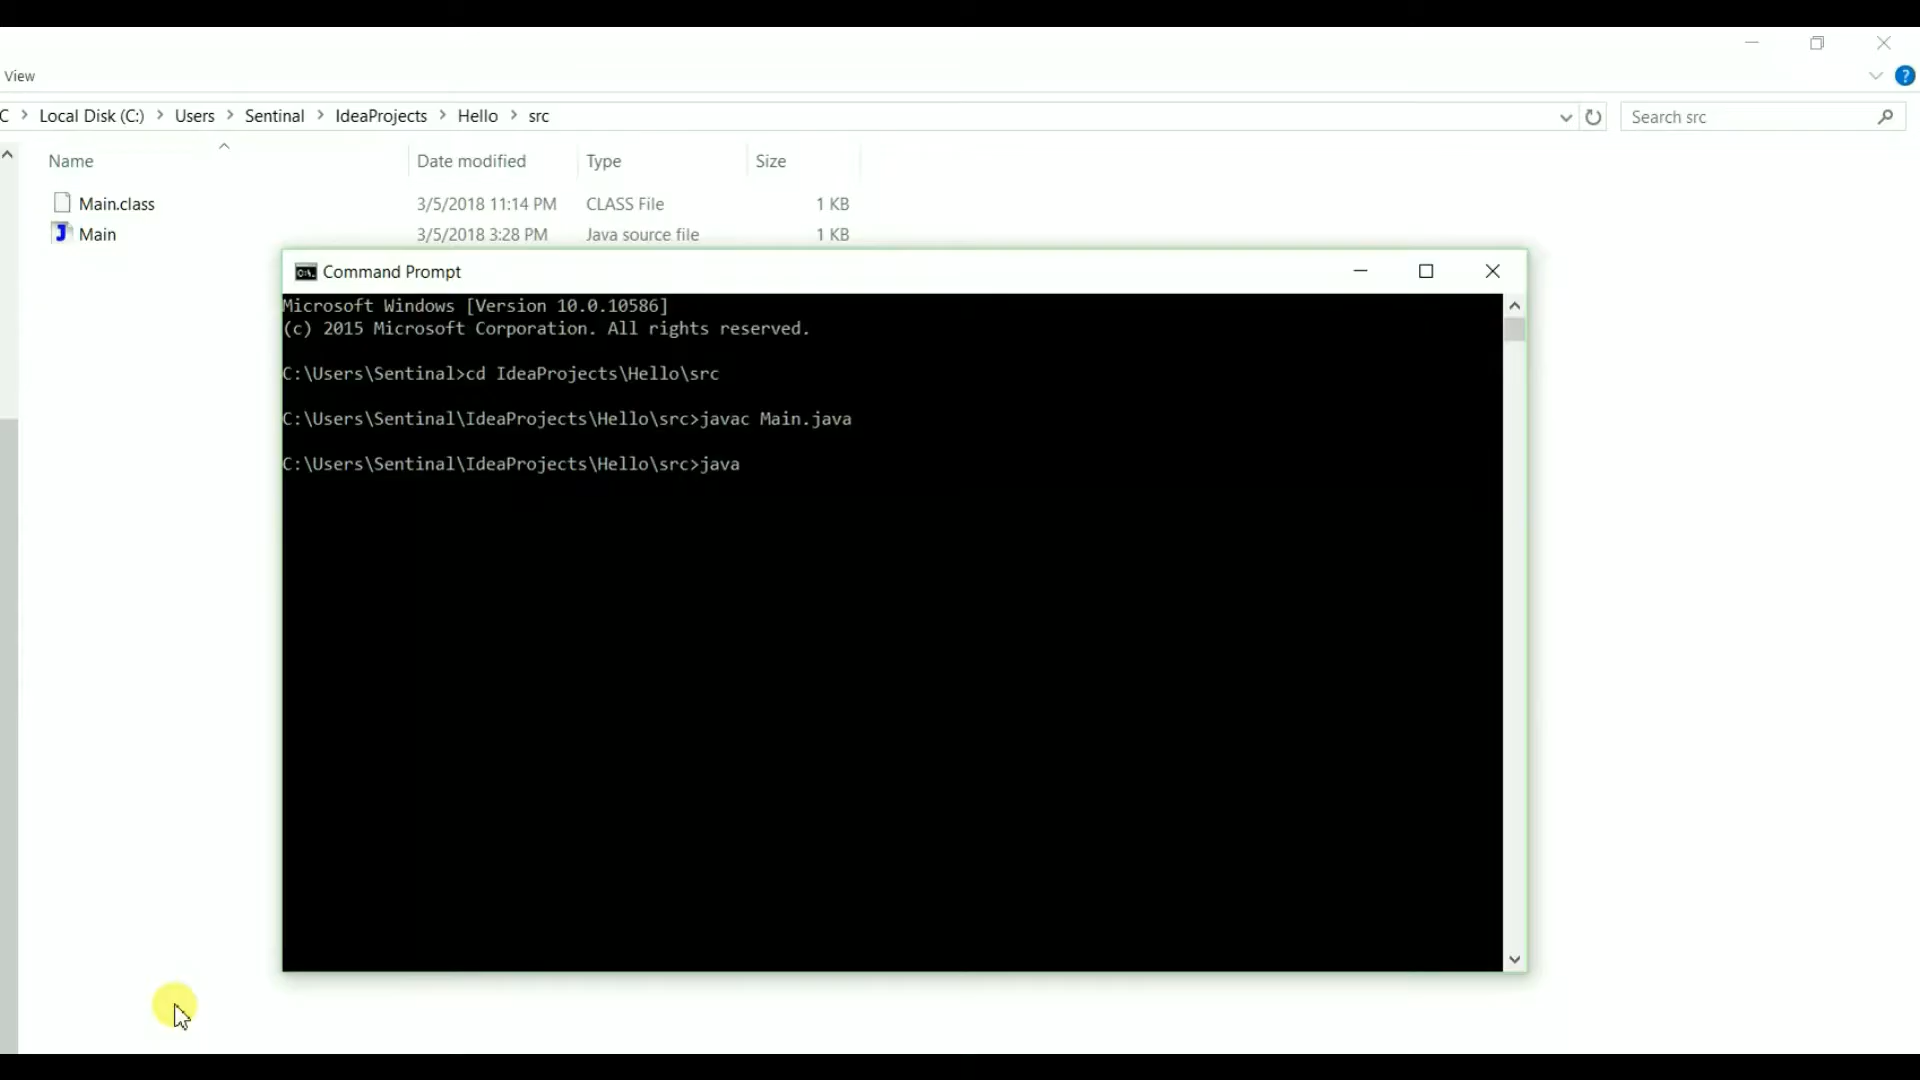 View
C > Local Disk (C:) > Users > Sentinal > IdeaProjects > Hello > src
Search src
Name Date modified Type Size
Main.class 3/5/2018 11:14 PM CLASS File 1 KB
Main 3/5/2018 3:28 PM Java source file 1 KB
Command Prompt
Microsoft Windows [Version 10.0.10586]
(c) 2015 Microsoft Corporation. All rights reserved.
C:\Users\Sentinal>cd IdeaProjects\Hello\src
C:\Users\Sentinal\IdeaProjects\Hello\src>javac Main.java
C:\Users\Sentinal\IdeaProjects\Hello\src>java